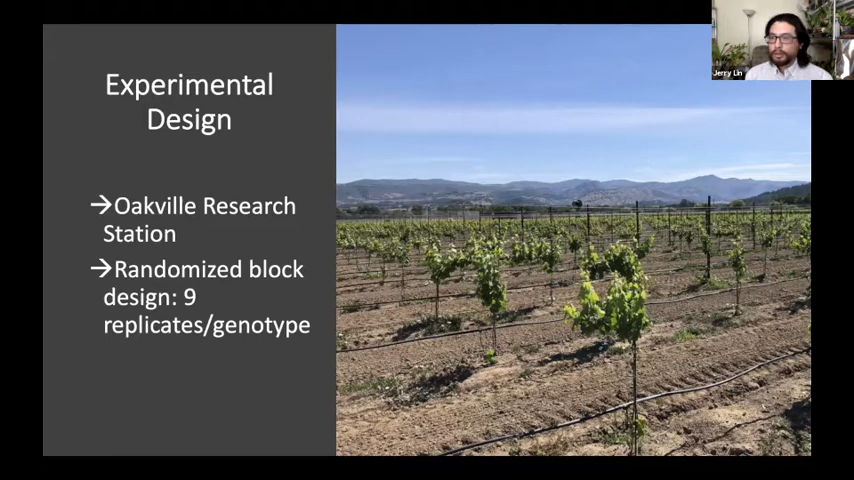 Experimental
Design
→Oakville Research
Station
→Randomized block
design: 9
replicates/genotype
Jerry Lin